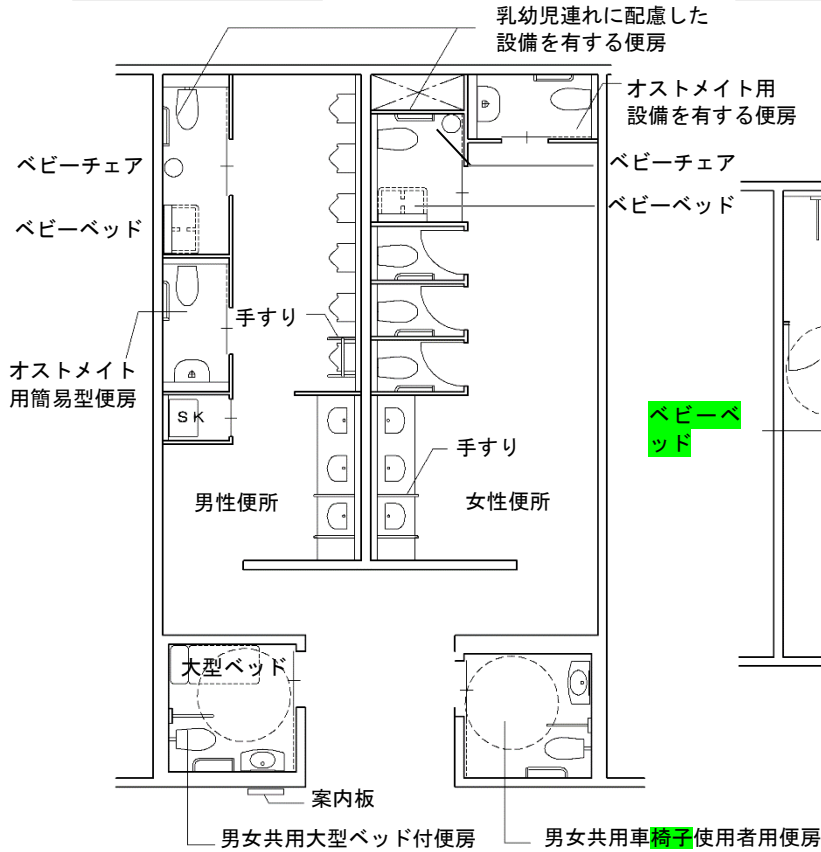 乳幼児連れに配慮した
設備を有する便房
オストメイト用
設備を有する便房
ベビーチェア
ベビーチェア
ベビーベッド
ベビーベッド
手すり
オストメイト
用簡易型便房
SK
ベビーベ
ッド
手すり
男性便所
女性便所
大型ベッド
案内板
男女共用大型ベッド付便房
男女共用車椅子使用者用便房